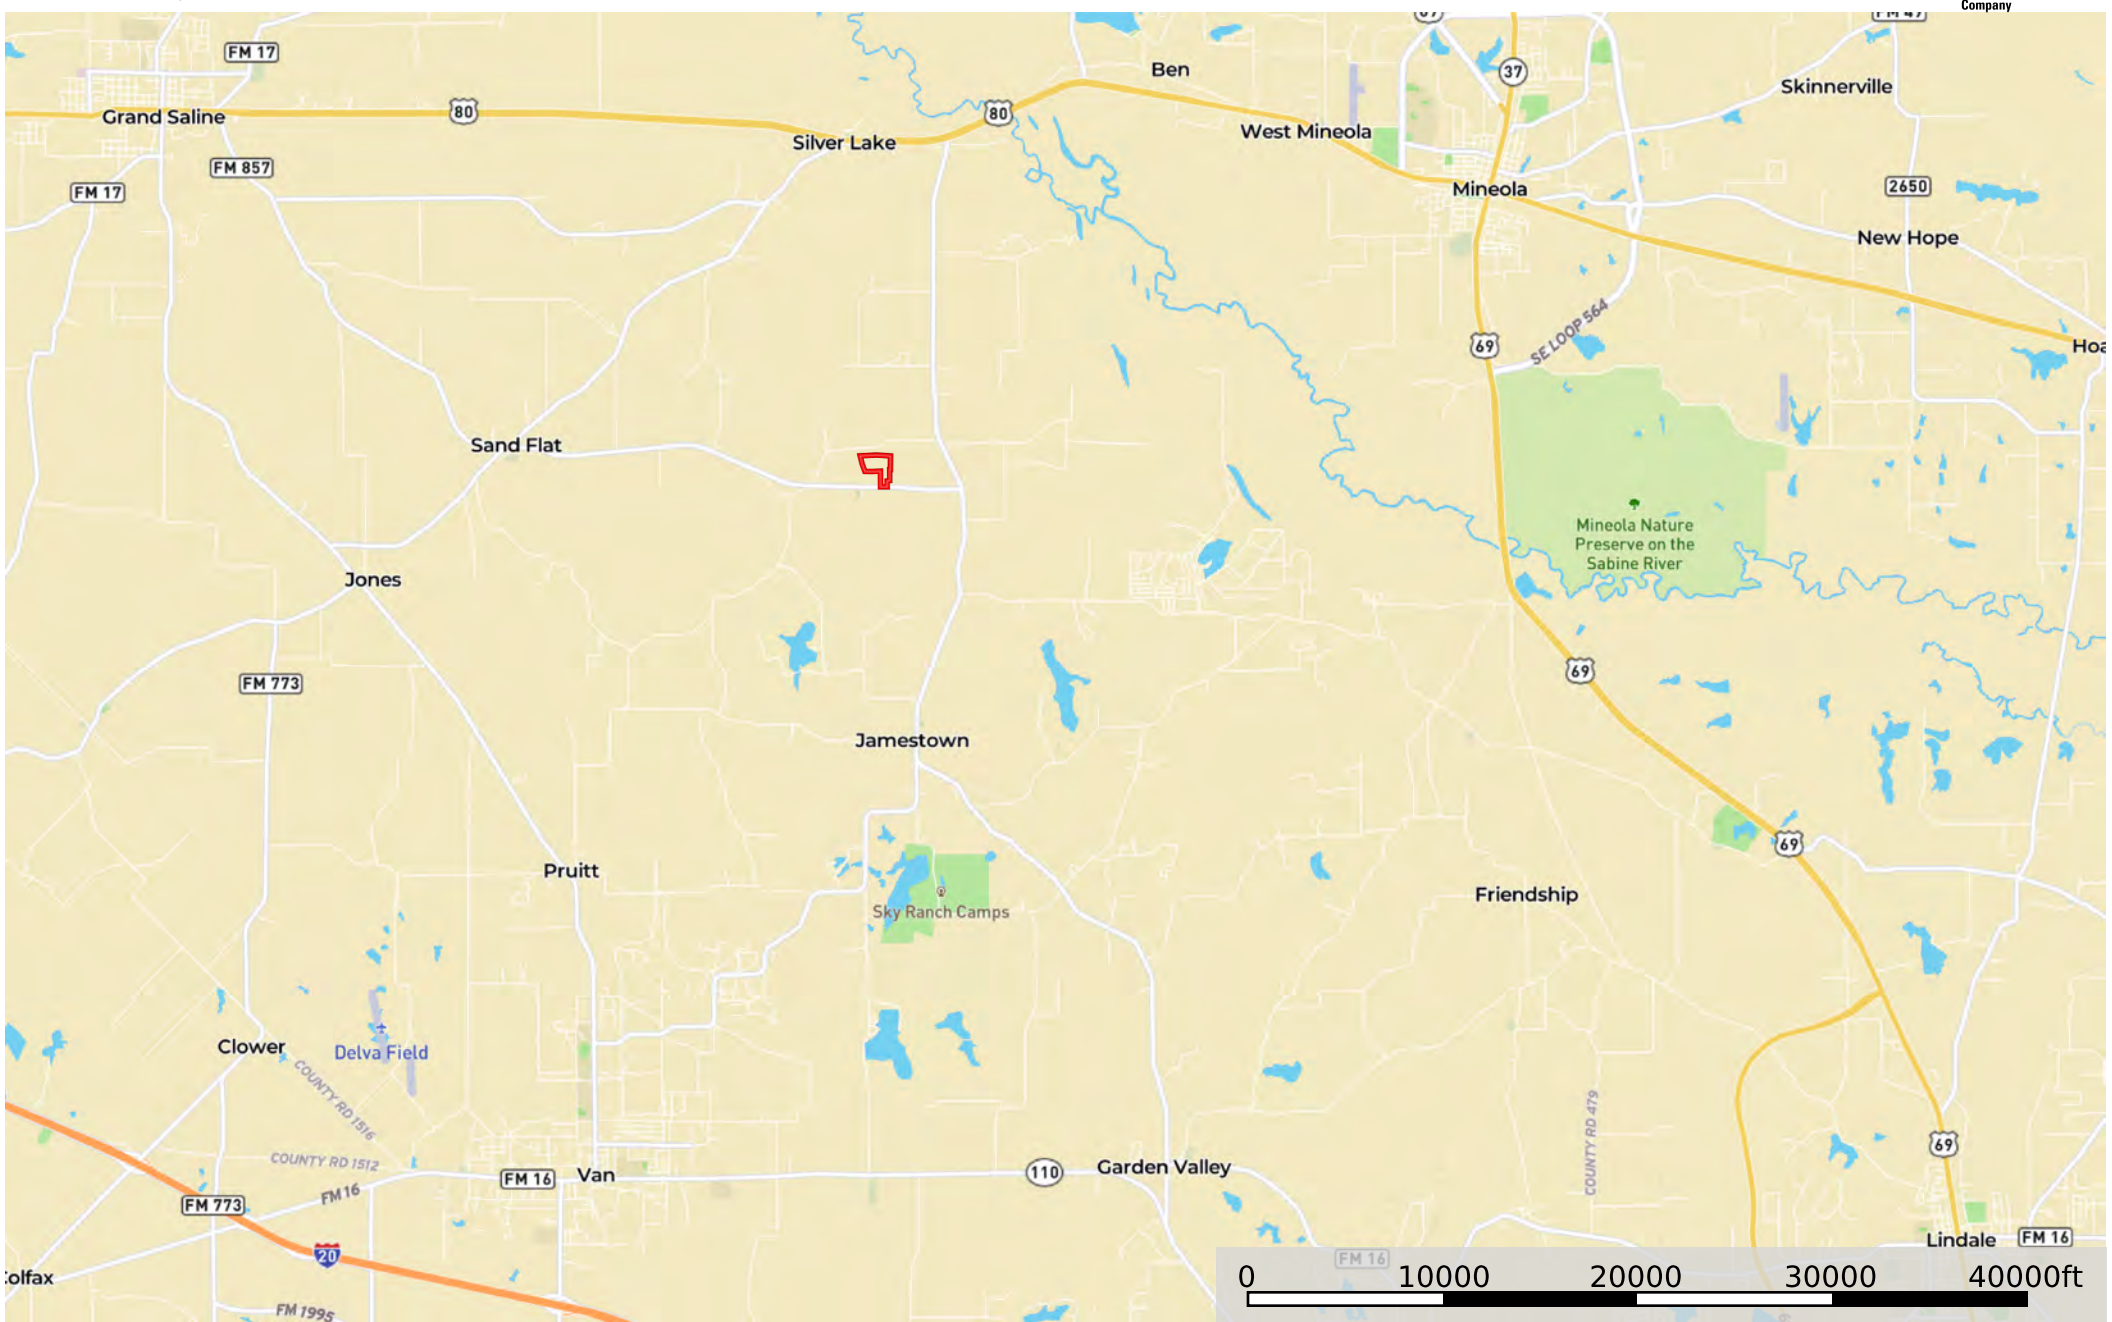 Company
FM 17
37
Ben
Skinnerville
80
80
Grand Saline
Silver Lake
West Mineola
FM 857
FM 17
Mineola
2650
New Hope
SE LOOP 564
69
Sand Flat
Mineola Nature
Preserve on the
Sabine River
Jones
69
FM 773
Jamestown
69
Pruitt
Sky Ranch Camps
Friendship
Clower
Delva Field
COUNTY RD 1516
COUNTY RD 479
69
COUNTY RD 1512
FM 16
FM 16
Van
110
Garden Valley
FM 773
20
FM 16
Lindale
FM 16
FM 1995
0 10000 20000 30000 40000ft